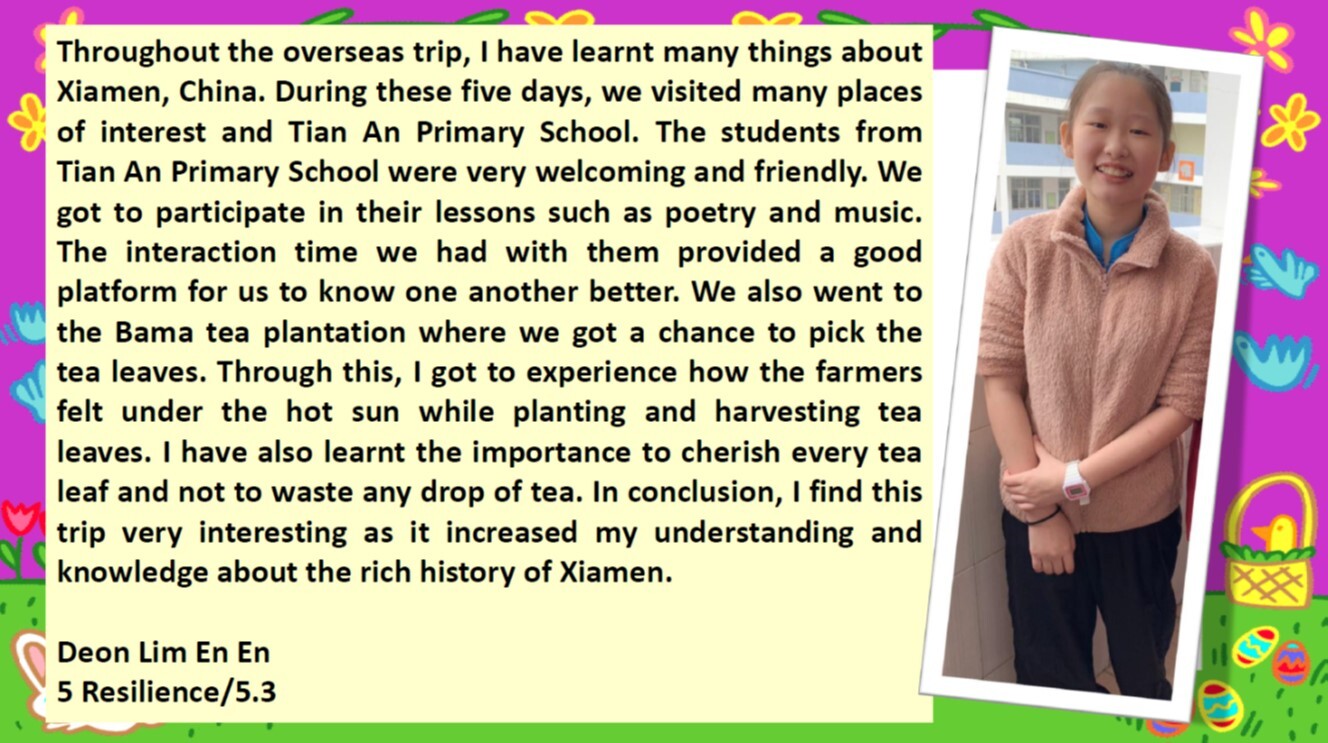 Throughout the overseas trip, I have learnt many things about
Xiamen, China. During these five days, we visited many places
of interest and Tian An Primary School. The students from
Tian An Primary School were very welcoming and friendly. We
got to participate in their lessons such as poetry and music.
The interaction time we had with them provided a good
platform for us to know one another better. We also went to
the Bama tea plantation where we got a chance to pick the
tea leaves. Through this, I got to experience how the farmers
felt under the hot sun while planting and harvesting tea
leaves. I have also learnt the importance to cherish every tea
leaf and not to waste any drop of tea. In conclusion, I find this
trip very interesting as it increased my understanding and
knowledge about the rich history of Xiamen.
Deon Lim En En
5 Resilience/5.3